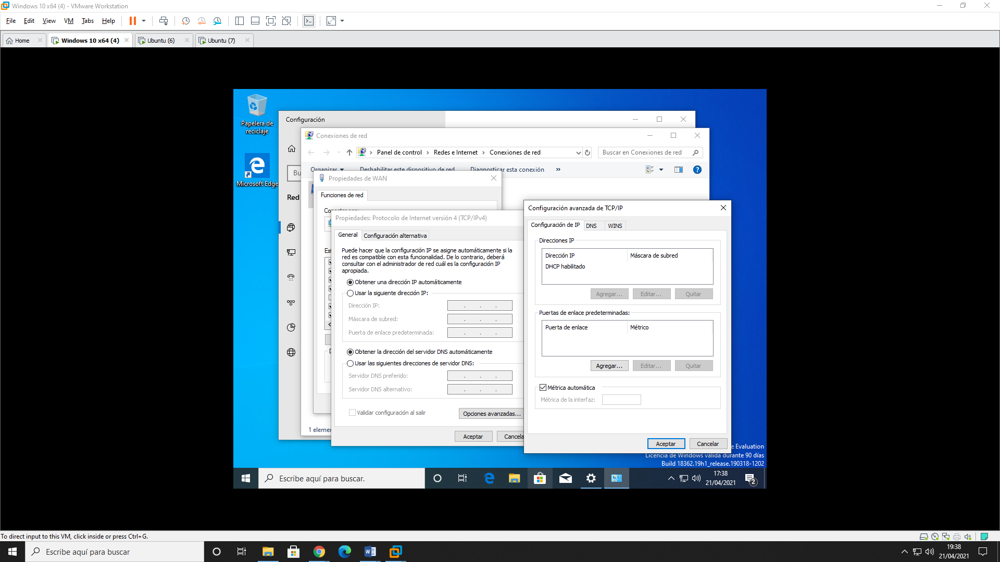 Windows 10 x64 (4) - VMware Workstation
File Edit View VM Tabs Help
Home
Windows 10 x64 (4)
Ubuntu (6)
Ubuntu (7)
Papelera de
reciclaje
Microsoft Edge
Configuración
Bu
Red
Conexiones de red
Panel de control
Redes e Internet
Conexiones de red
Buscar en Conexiones de red
Organizar
Deshabilitar este dispositivo de red
Diagnosticar esta conexión
»
1 elemen
Propiedades de WAN
Funciones de red
Propiedades: Protocolo de Internet versión 4 (TCP/IPv4)
General
Configuración alternativa
Puede hacer que la configuración IP se asigne automáticamente si la
red es compatible con esta funcionalidad. De lo contrario, deberá
consultar con el administrador de red cuál es la configuración IP
apropiada.
Obtener una dirección IP automáticamente
Usar la siguiente dirección IP:
Dirección IP:
Máscara de subred:
Puerta de enlace predeterminada:
Obtener la dirección del servidor DNS automáticamente
Usar las siguientes direcciones de servidor DNS:
Servidor DNS preferido:
Servidor DNS alternativo:
Validar configuración al salir
Opciones avanzadas...
Aceptar
Cancela
Configuración avanzada de TCP/IP
Configuración de IP
DNS
WINS
Direcciones IP
Dirección IP
Máscara de subred
DHCP habilitado
Agregar...
Editar...
Quitar
Puertas de enlace predeterminadas:
Puerta de enlace
Métrico
Agregar...
Editar...
Quitar
Métrica automática
Métrica de la interfaz:
Aceptar
Cancelar
e Evaluation
Licencia de Windows válida durante 90 días
Build 18362.19h1_release.190318-1202
Escribe aquí para buscar.
17:38
21/04/2021
2
To direct input to this VM, click inside or press Ctrl+G.
Escribe aquí para buscar
19:38
21/04/2021